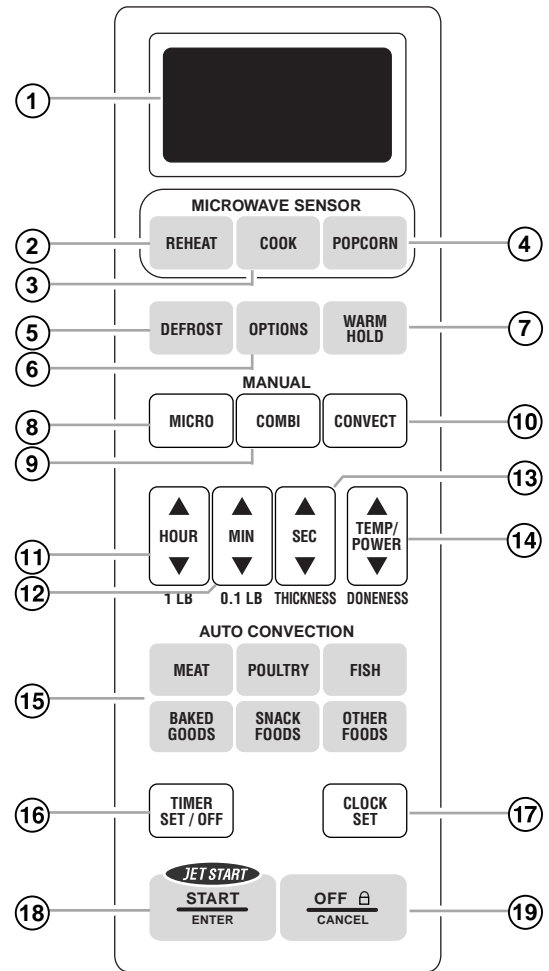 1
MICROWAVE SENSOR
2 REHEAT COOK POPCORN 4
3
5 DEFROST OPTIONS WARM HOLD 7
6
MANUAL
8 MICRO COMBI CONVECT 10
9
13
11 HOUR MIN SEC TEMP/ POWER 14
12
1 LB 0.1 LB THICKNESS DONENESS
AUTO CONVECTION
MEAT POULTRY FISH
15
BAKED GOODS SNACK FOODS OTHER FOODS
16 TIMER SET / OFF CLOCK SET 17
JET START
18 START OFF 19
ENTER CANCEL